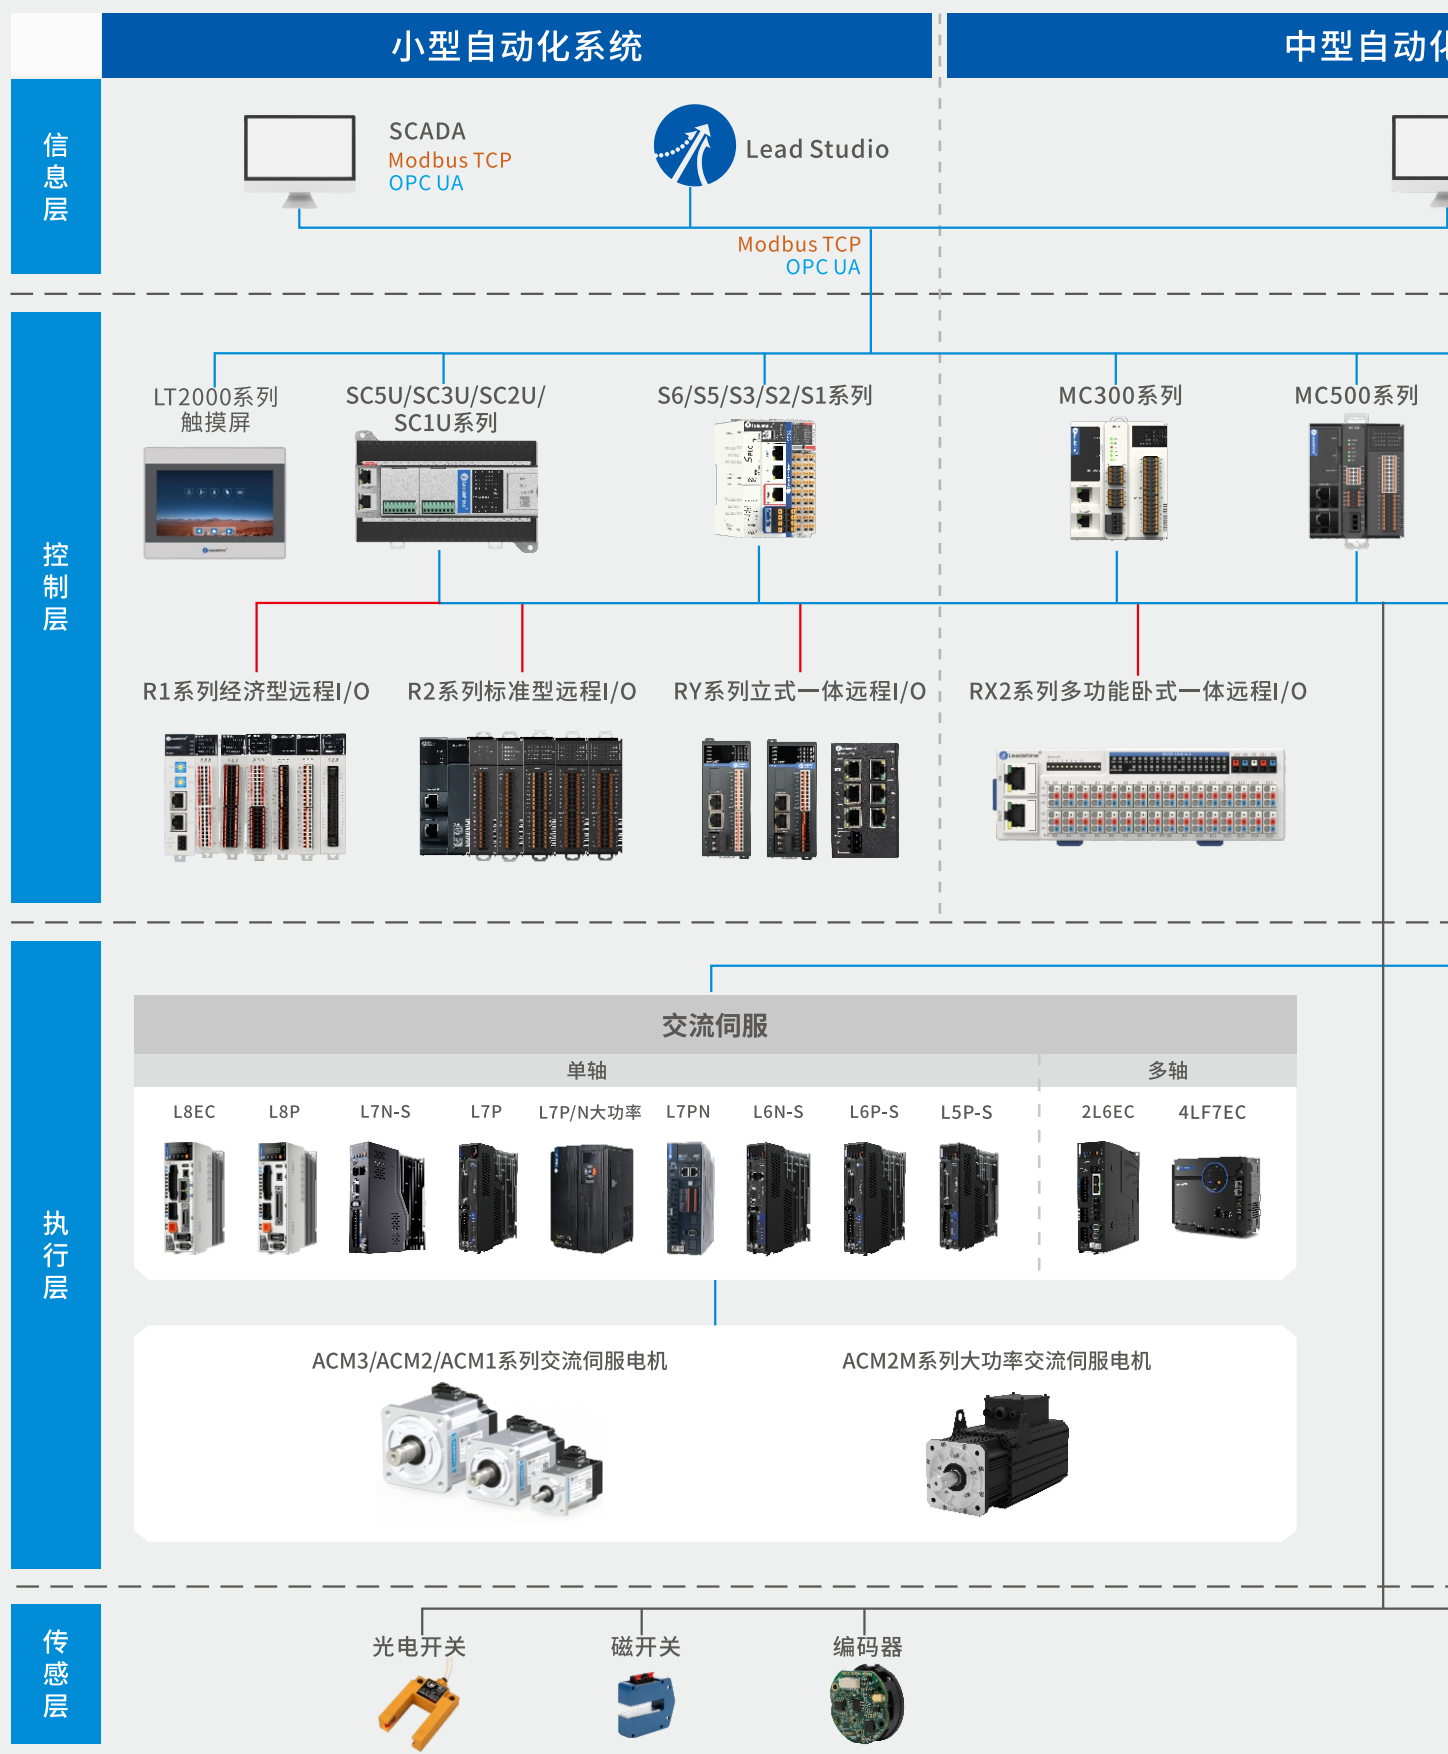 小型自动化系统
中型自动化
信息层
SCADA
Modbus TCP
OPC UA
Lead Studio
Modbus TCP
OPC UA
控制层
LT2000系列
触摸屏
SC5U/SC3U/SC2U/
SC1U系列
S6/S5/S3/S2/S1系列
MC300系列
MC500系列
Leadshine
R1系列经济型远程I/O
R2系列标准型远程I/O
RY系列立式一体远程I/O
RX2系列多功能卧式一体远程I/O
Leadshine
执行层
交流伺服
单轴
多轴
L8EC
L8P
L7N-S
L7P
L7P/N大功率
L7PN
L6N-S
L6P-S
L5P-S
2L6EC
4LF7EC
ACM3/ACM2/ACM1系列交流伺服电机
ACM2M系列大功率交流伺服电机
传感层
光电开关
磁开关
编码器